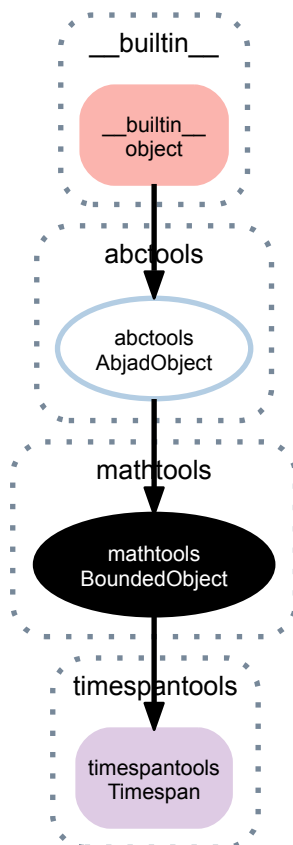 __builtin__
__builtin__
object
abctools
abctools
AbjadObject
mathtools
mathtools
BoundedObject
timespantools
timespantools
Timespan